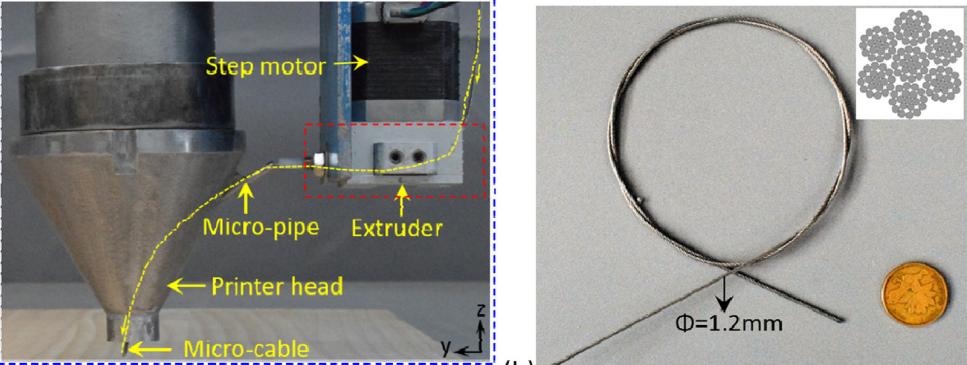 Step motor
Micro-pipe
Extruder
Printer head
z
y
Micro-cable
Φ=1.2mm